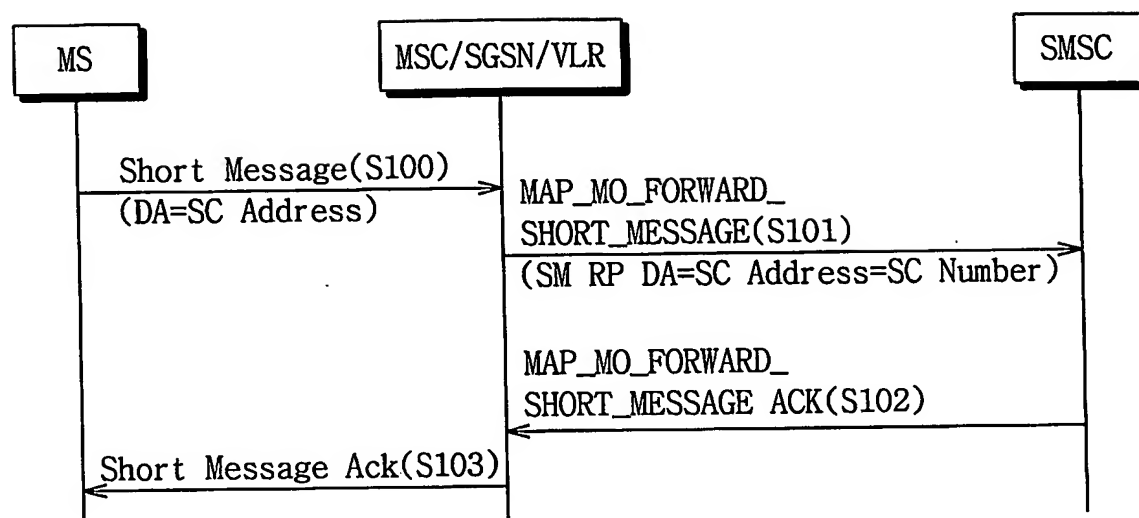 MS
MSC/SGSN/VLR
SMSC
Short Message(S100)
(DA=SC Address)
MAP_MO_FORWARD_
SHORT_MESSAGE(S101)
(SM RP DA=SC Address=SC Number)
MAP_MO_FORWARD_
SHORT_MESSAGE ACK(S102)
Short Message Ack(S103)